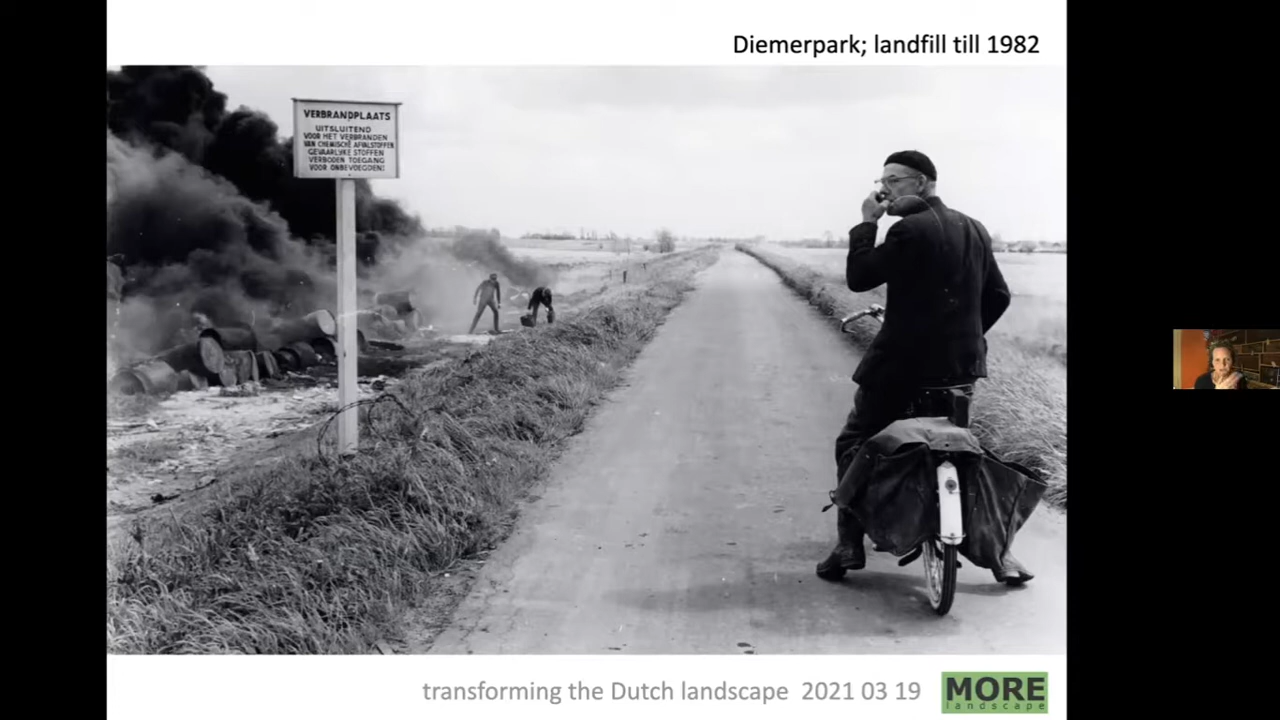 Diemerpark; landfill till 1982
VERBRANDPLAATS
UITSLUITEND
VOOR HET VERBRANDEN
VAN CHEMISCHE AFVALSTOFFEN
GEVAARLIJKE STOFFEN
VERBODEN TOEGANG
VOOR ONBEVOEGDEN!
transforming the Dutch landscape 2021 03 19
MORE
landscape